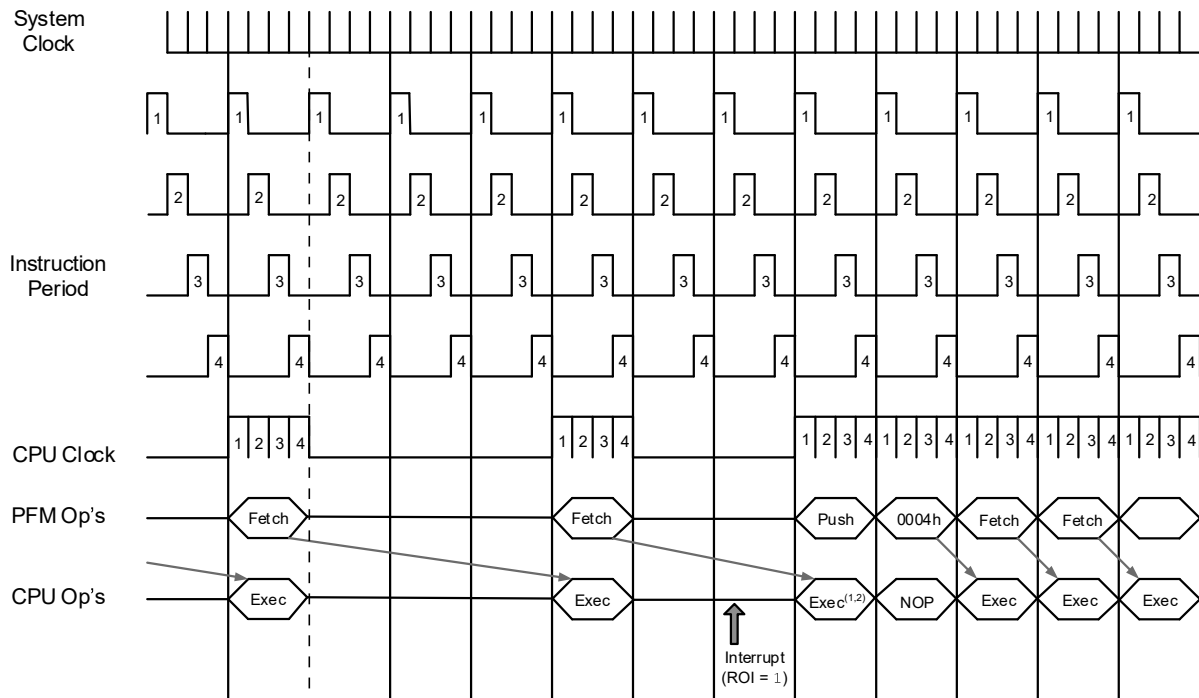 System
Clock
1 1 1 1 1 1 1 1 1 1 1 1 1
2 2 2 2 2 2 2 2 2 2 2 2 2
Instruction
Period
3 3 3 3 3 3 3 3 3 3 3 3 3
4 4 4 4 4 4 4 4 4 4 4 4 4
CPU Clock
1 2 3 4 1 2 3 4 1 2 3 4 1 2 3 4 1 2 3 4 1 2 3 4 1 2 3 4
PFM Op's
Fetch Fetch Push 0004h Fetch Fetch
CPU Op's
Exec Exec Exec(1,2) NOP Exec Exec Exec
Interrupt
(ROI = 1)